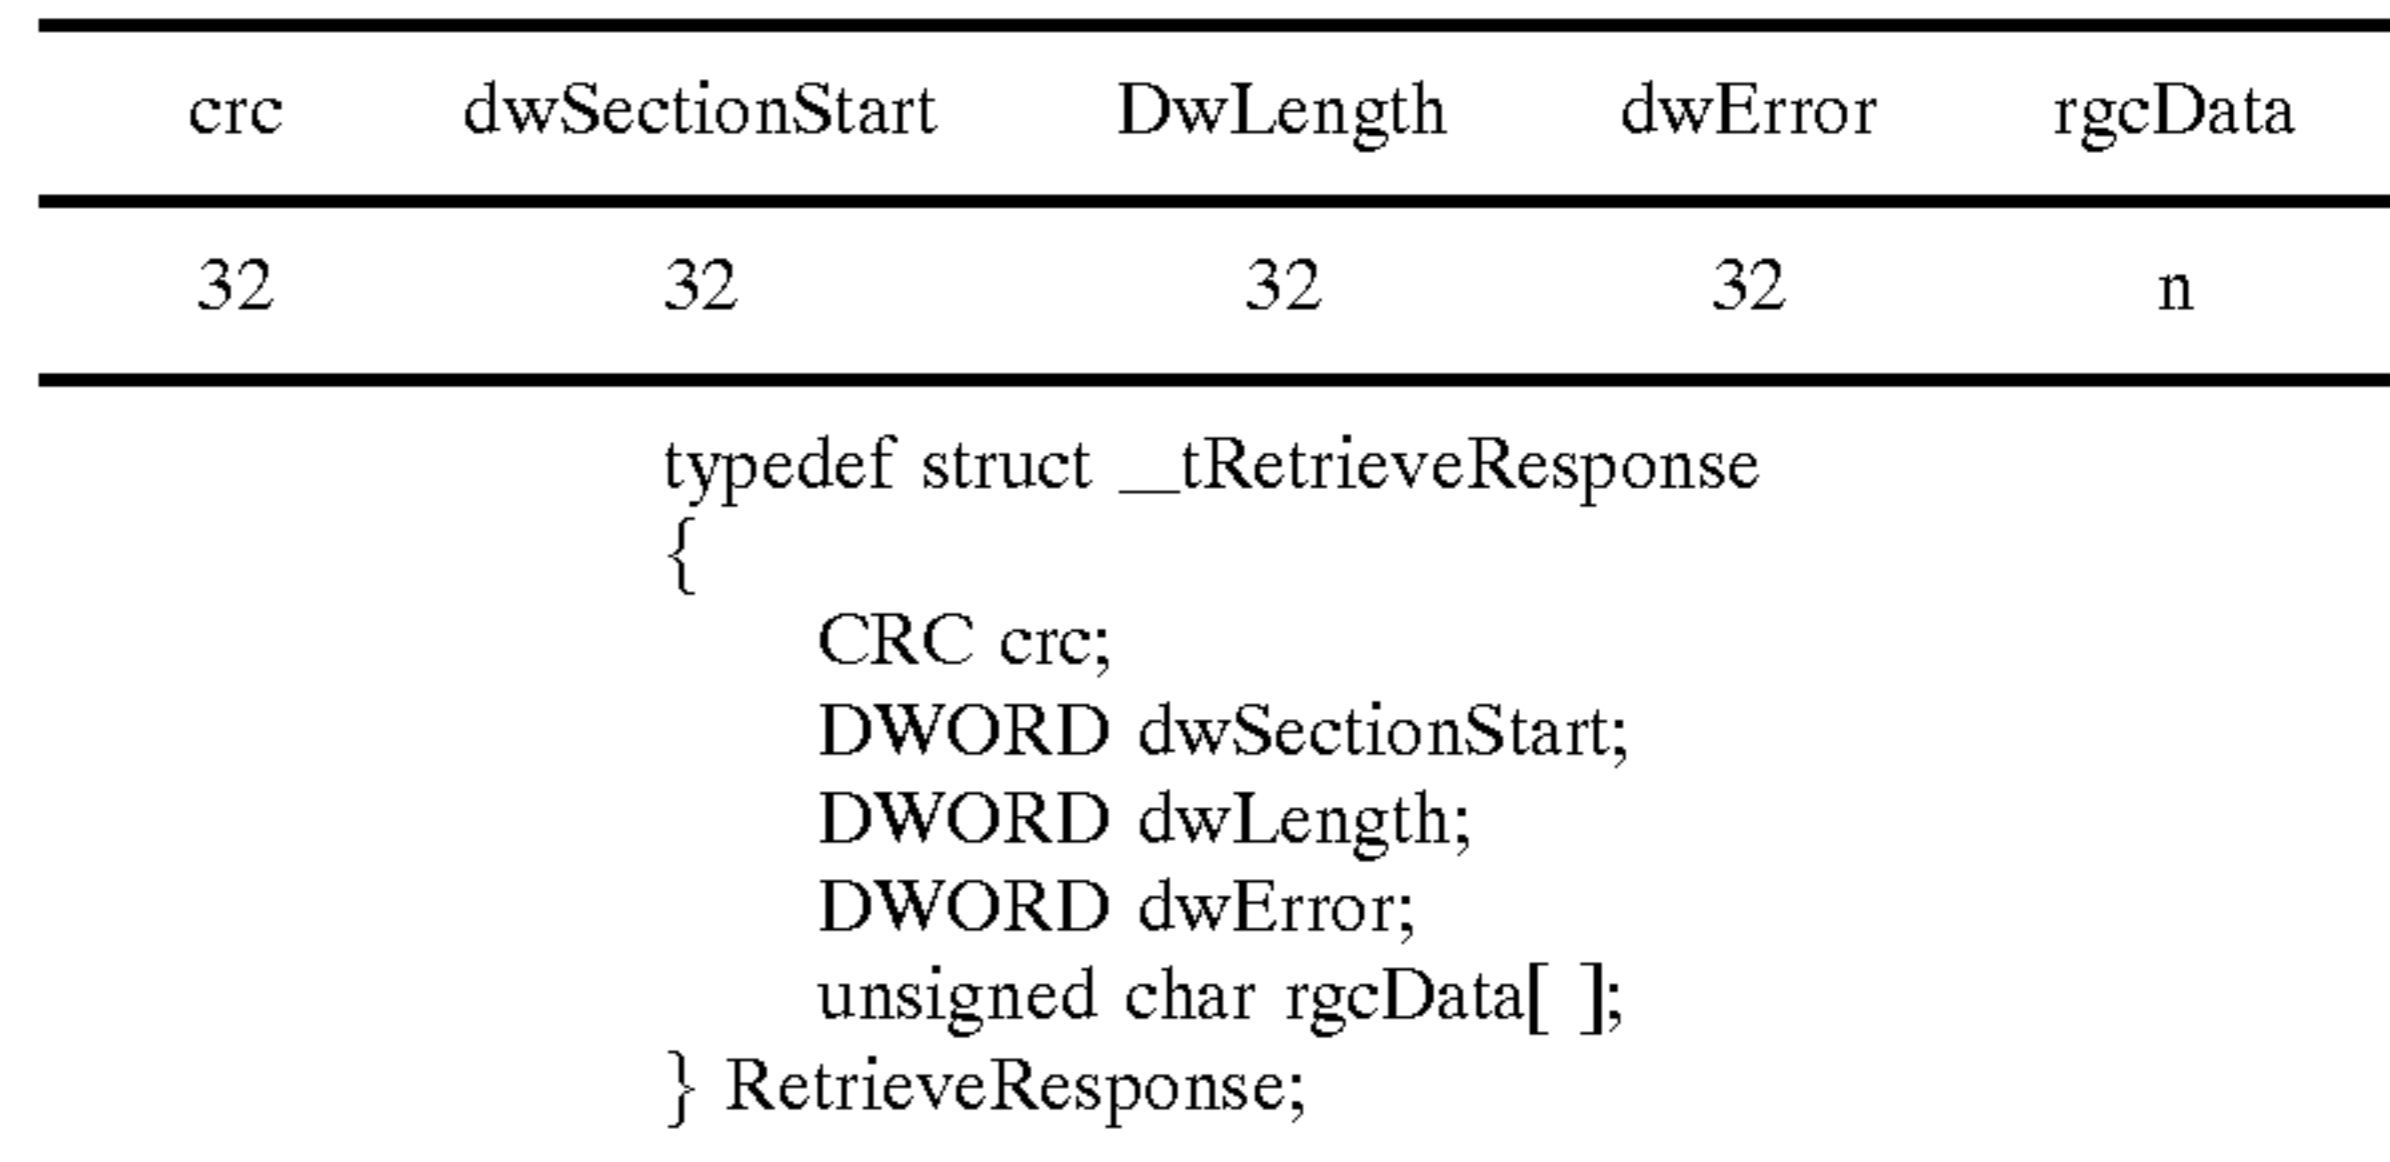 crc dwSectionStart DwLength dwError rgcData
32 32 32 32 n
typedef struct __tRetrieveResponse
{
CRC crc;
DWORD dwSectionStart;
DWORD dwLength;
DWORD dwError;
unsigned char rgcData[ ];
} RetrieveResponse;